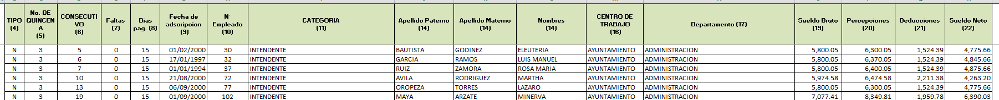 TIPO (4) No. DE QUINCENA (5) CONSECUTIVO (6) Faltas (7) Dias pag. (8) Fecha de adscripcion (9) N° Empleado (10) CATEGORIA (11) Apellido Paterno (14) Apellido Materno (14) Nombres (14) CENTRO DE TRABAJO (16) Departamento (17) Sueldo Bruto (19) Percepciones (20) Deducciones (21) Sueldo Neto (22)
N 3 5 0 15 01/02/2000 30 INTENDENTE BAUTISTA GODINEZ ELEUTERIA AYUNTAMIENTO ADMINISTRACION 5,800.05 6,300.05 1,524.39 4,775.66
N 3 6 0 15 17/01/1997 32 INTENDENTE GARCIA RAMOS LUIS MANUEL AYUNTAMIENTO ADMINISTRACION 5,800.05 6,370.05 1,524.39 4,845.66
N 3 7 0 15 01/01/1994 37 INTENDENTE RUIZ ZAMORA ROSA MARIA AYUNTAMIENTO ADMINISTRACION 5,800.05 6,400.05 1,524.39 4,875.66
N 3 10 0 15 21/08/2000 72 INTENDENTE AVILA RODRIGUEZ MARTHA AYUNTAMIENTO ADMINISTRACION 5,974.58 6,474.58 2,211.38 4,263.20
N 3 13 0 15 06/09/2000 77 INTENDENTE OROPEZA TORRES LAZARO AYUNTAMIENTO ADMINISTRACION 5,800.05 6,300.05 1,524.39 4,775.66
N 3 19 0 15 01/09/2000 102 INTENDENTE MAYA ARZATE MINERVA AYUNTAMIENTO ADMINISTRACION 7,077.41 8,349.81 1,959.78 6,390.03